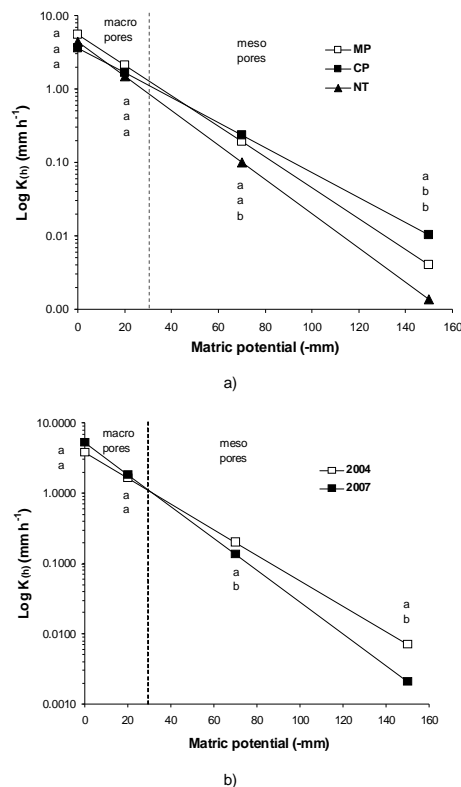 macro
pores
meso
pores
MP
CP
NT
Log K(h) (mm h-1)
10.00
1.00
0.10
0.01
0.00
a
a
a
a
a
a
a
a
b
a
b
b
0 20 40 60 80 100 120 140 160
Matric potential (-mm)
a)
macro
pores
meso
pores
2004
2007
Log K(h) (mm h-1)
10.0000
1.0000
0.1000
0.0100
0.0010
a
a
a
a
a
b
a
b
0 20 40 60 80 100 120 140 160
Matric potential (-mm)
b)